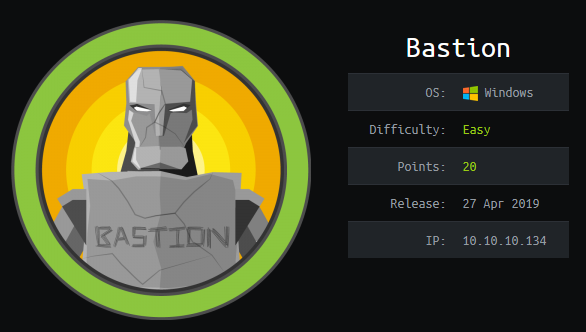 BASTION
Bastion
OS: Windows
Difficulty: Easy
Points: 20
Release: 27 Apr 2019
IP: 10.10.10.134